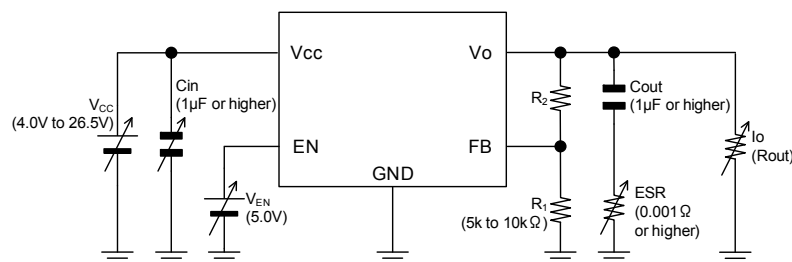 Vcc
Vo
Cin
(1μF or higher)
VCC
(4.0V to 26.5V)
R2
Cout
(1μF or higher)
EN
FB
Io
(Rout)
GND
VEN
(5.0V)
R1
(5k to 10kΩ)
ESR
(0.001Ω
or higher)